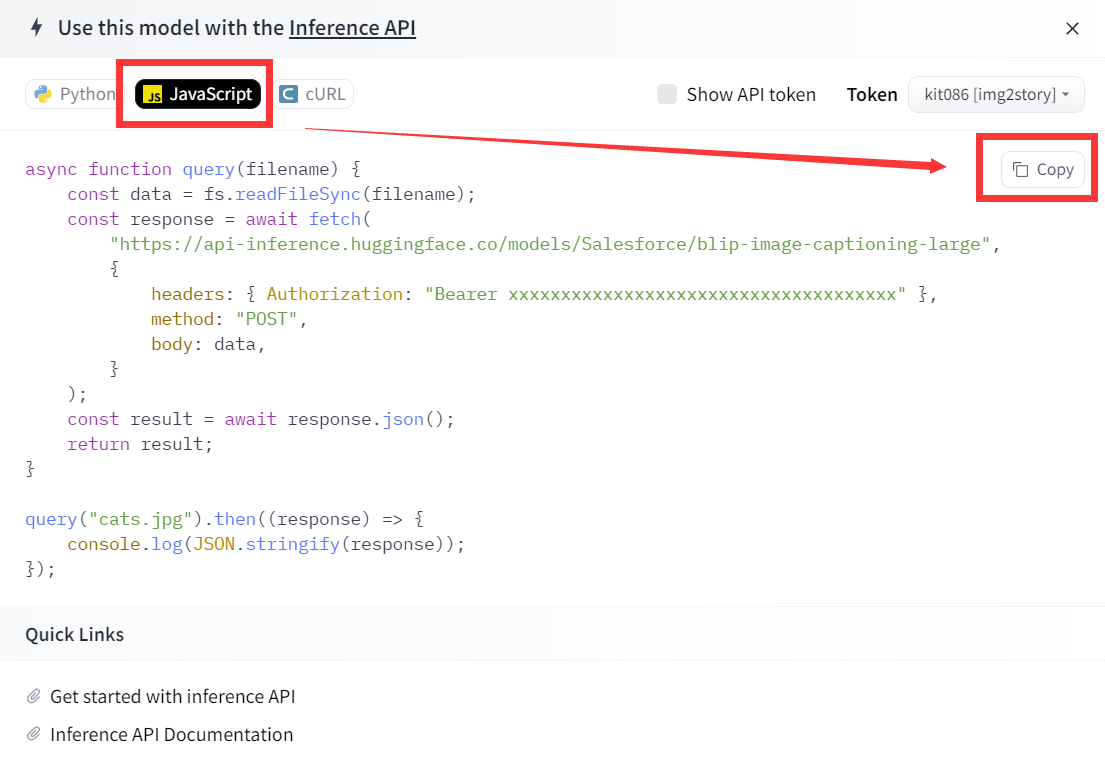 Use this model with the Inference API
Python JS JavaScript cURL Show API token Token kit086 [img2story]
Copy
async function query(filename) {
    const data = fs.readFileSync(filename);
    const response = await fetch(
        "https://api-inference.huggingface.co/models/Salesforce/blip-image-captioning-large",
        {
            headers: { Authorization: "Bearer xxxxxxxxxxxxxxxxxxxxxxxxxxxxxxxxxxxxx" },
            method: "POST",
            body: data,
        }
    );
    const result = await response.json();
    return result;
}
query("cats.jpg").then((response) => {
    console.log(JSON.stringify(response));
});
Quick Links
Get started with inference API
Inference API Documentation